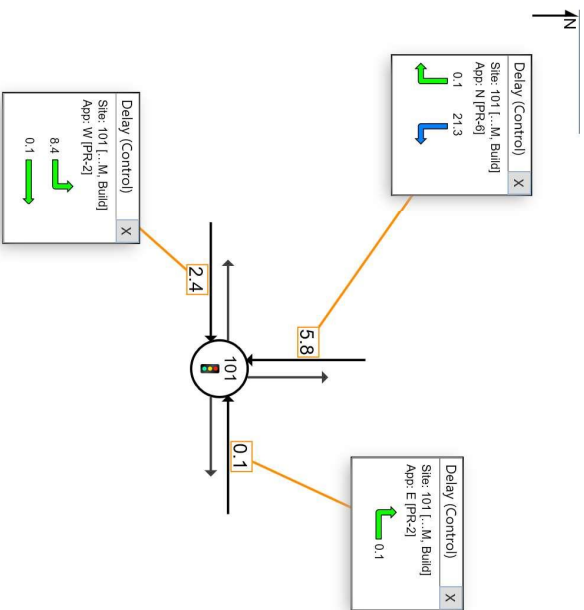 N
Delay (Control) X
Site: 101 [...M, Build]
App: N [PR-6]
0.1 21.3
Delay (Control) X
Site: 101 [...M, Build]
App: E [PR-2]
0.1
5.8
0.1
101
2.4
Delay (Control) X
Site: 101 [...M, Build]
App: W [PR-2]
8.4
0.1